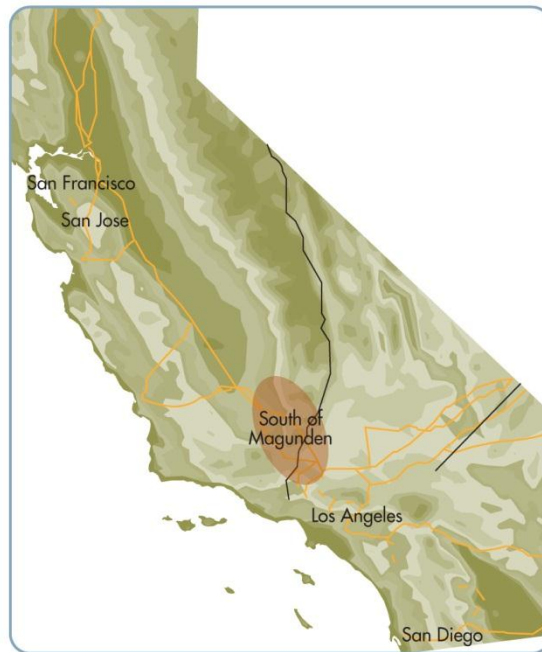 San Francisco
San Jose
South of
Magunden
Los Angeles
San Diego